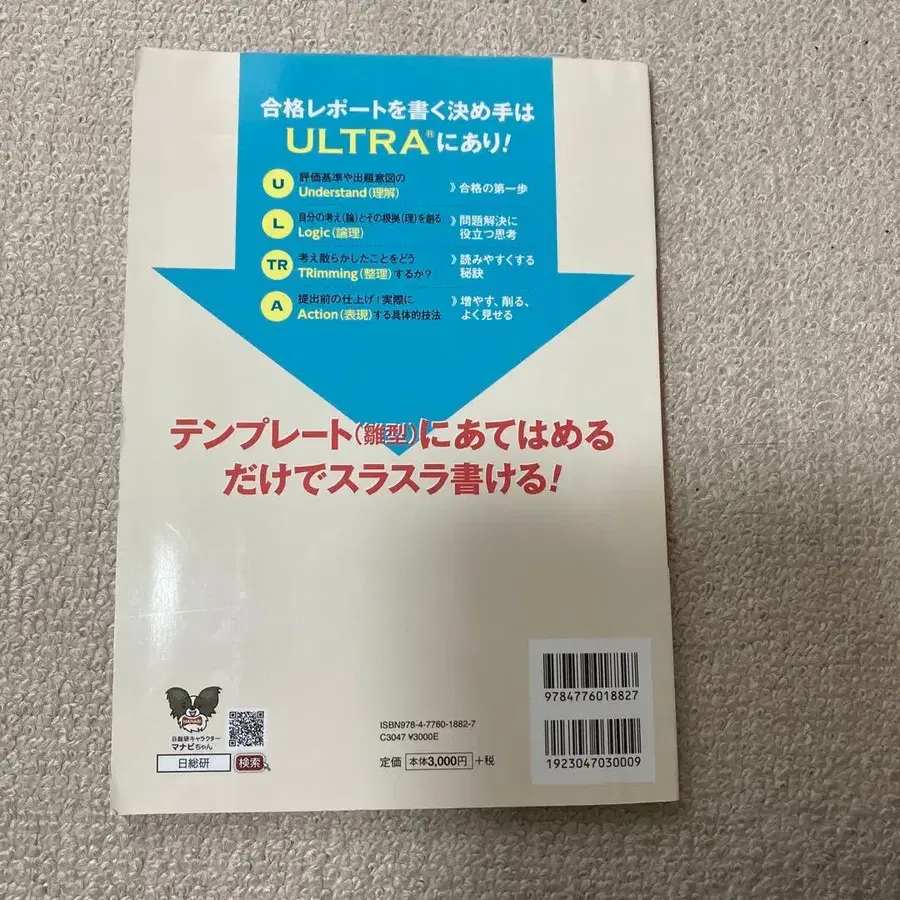 合格レポートを書く決め手は
ULTRA®にあり!
U 評価基準や出題意図の
Understand(理解)
》合格の第一歩
L 自分の考え(論)とその根拠(理)を創る
Logic(論理)
》問題解決に
役立つ思考
TR 考え散らかしたことをどう
TRimming(整理)するか?
》読みやすくする
秘訣
A 提出前の仕上げ!実際に
Action(表現)する具体的技法
》増やす、削る、
よく見せる
テンプレート(雛型)にあてはめる
だけでスラスラ書ける!
MANABI
日総研キャラクター
マナビちゃん
日総研 検索
ISBN978-4-7760-1882-7
C3047 ¥3000E
定価 本体3,000円 +税
9784776018827
1923047030009